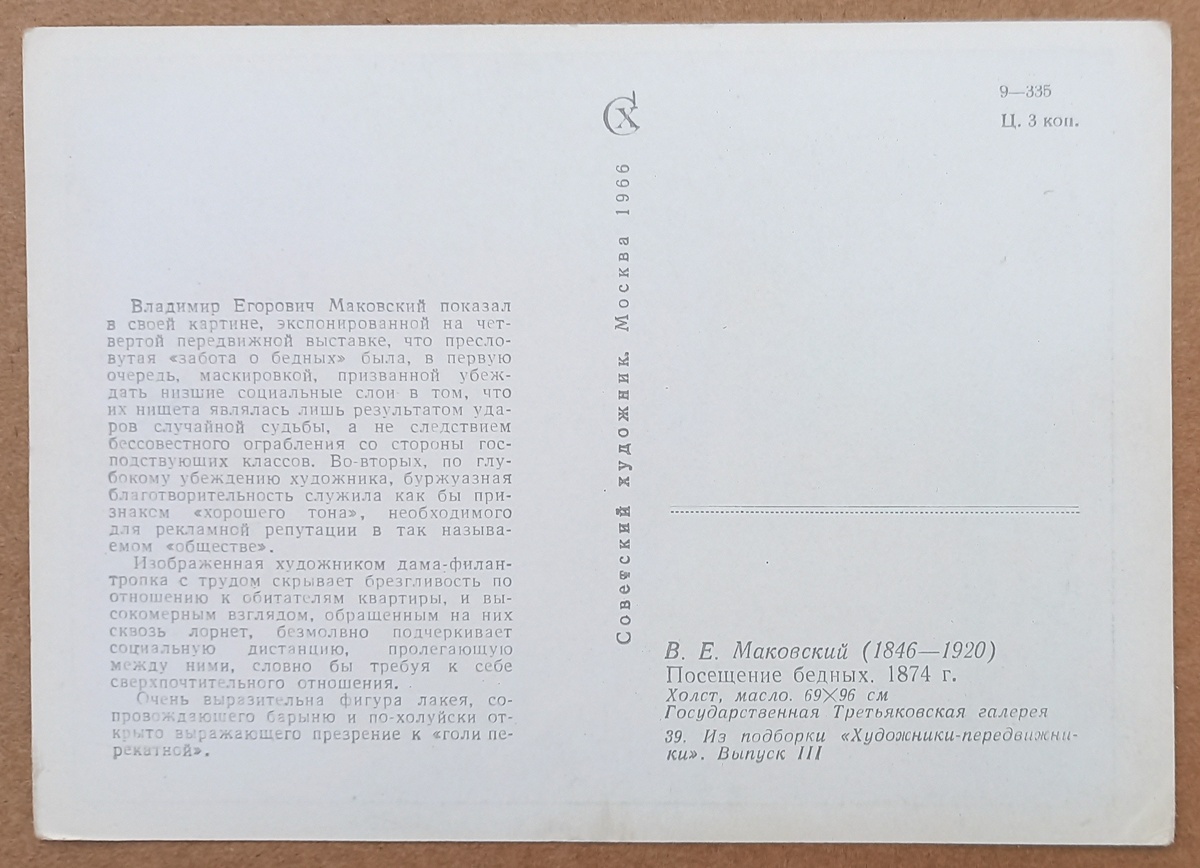 Владимир Егорович Маковский показал
в своей картине, экспонированной на чет-
вертой передвижной выставке, что пресло-
вутая «забота о бедных» была, в первую
очередь, маскировкой, призванной убеж-
дать низшие социальные слои в том, что
их нищета являлась лишь результатом уда-
ров случайной судьбы, а не следствием
бессовестного ограбления со стороны гос-
подствующих классов. Во-вторых, по глу-
бокому убеждению художника, буржуазная
благотворительность служила как бы при-
знаком «хорошего тона», необходимого
для рекламной репутации в так называ-
емом «обществе».
Изображенная художником дама-филан-
тропка с трудом скрывает брезгливость по
отношению к обитателям квартиры, и вы-
сокомерным взглядом, обращенным на них
сквозь лорнет, безмолвно подчеркивает
социальную дистанцию, пролегающую
между ними, словно бы требуя к себе
сверхпочтительного отношения.
Очень выразительна фигура лакея, со-
провождающего барыню и по-холуйски от-
крыто выражающего презрение к «голи пе-
рекатной».
СХ
Советский художник. Москва 1966
9—335
Ц. 3 коп.
В. Е. Маковский (1846—1920)
Посещение бедных. 1874 г.
Холст, масло. 69×96 см
Государственная Третьяковская галерея
39. Из подборки «Художники-передвижни-
ки». Выпуск III